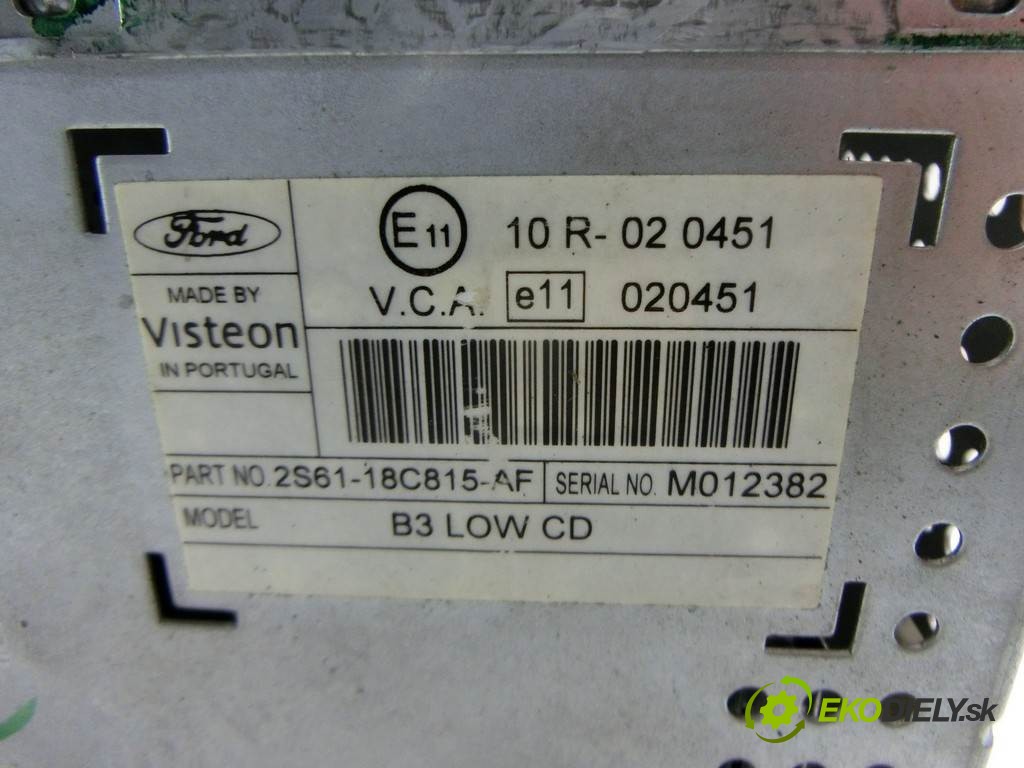 Ford
E 11 10 R- 02 0451
MADE BY
Visteon
IN PORTUGAL
V.C.A. e11 020451
PART NO. 2S61-18C815-AF SERIAL NO. M012382
MODEL B3 LOW CD
EKODIELY.sk